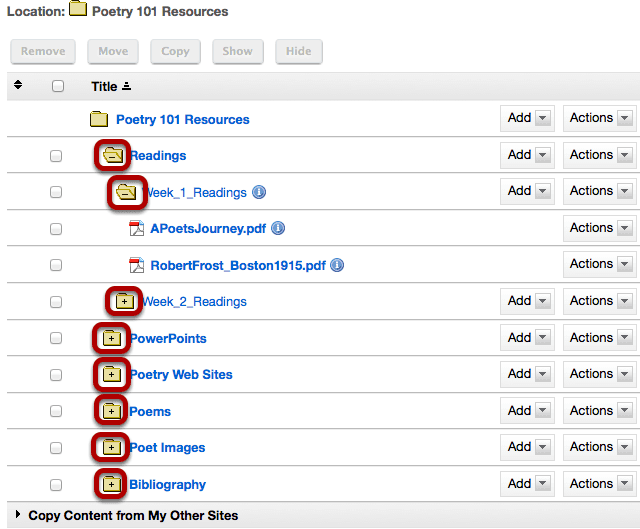 Location: Poetry 101 Resources
Remove Move Copy Show Hide
Title
Poetry 101 Resources Add Actions
Readings Add Actions
Week_1_Readings Add Actions
APoetsJourney.pdf Actions
RobertFrost_Boston1915.pdf Actions
Week_2_Readings Add Actions
PowerPoints Add Actions
Poetry Web Sites Add Actions
Poems Add Actions
Poet Images Add Actions
Bibliography Add Actions
Copy Content from My Other Sites